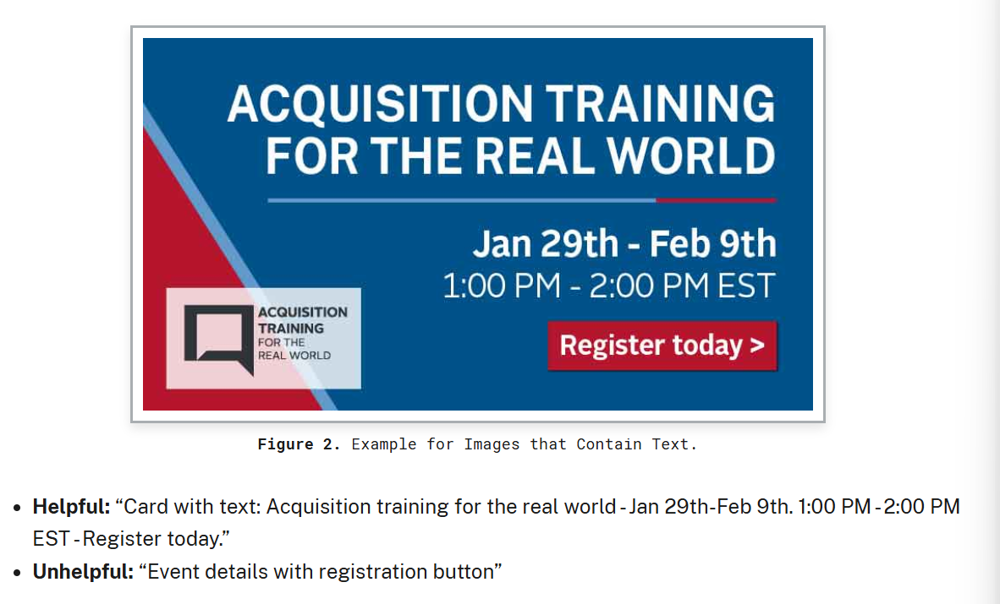 ACQUISITION TRAINING
FOR THE REAL WORLD
Jan 29th - Feb 9th
1:00 PM - 2:00 PM EST
Register today >
ACQUISITION
TRAINING
FOR THE
REAL WORLD
Figure 2. Example for Images that Contain Text.
• Helpful: “Card with text: Acquisition training for the real world - Jan 29th-Feb 9th. 1:00 PM - 2:00 PM
EST - Register today.”
• Unhelpful: “Event details with registration button”